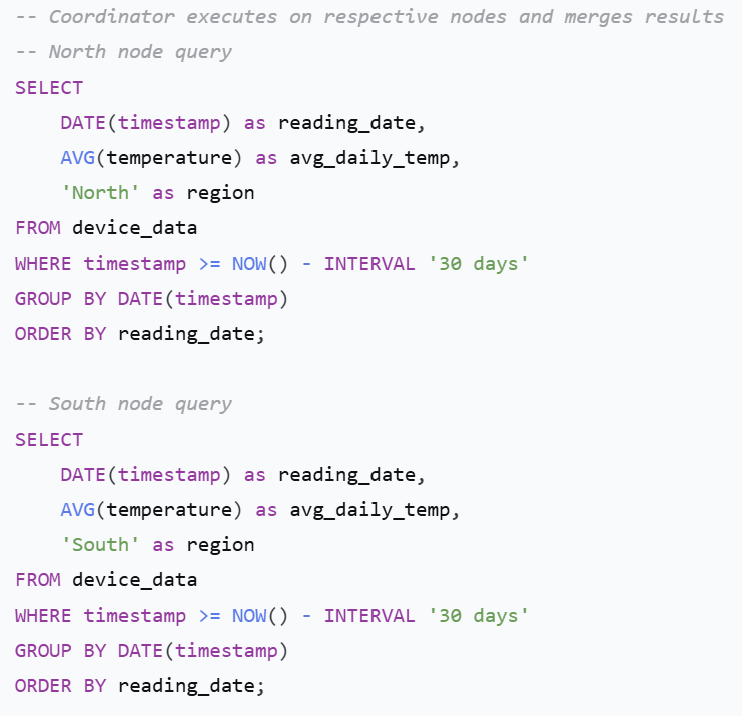 -- Coordinator executes on respective nodes and merges results
-- North node query
SELECT
    DATE(timestamp) as reading_date,
    AVG(temperature) as avg_daily_temp,
    'North' as region
FROM device_data
WHERE timestamp >= NOW() - INTERVAL '30 days'
GROUP BY DATE(timestamp)
ORDER BY reading_date;

-- South node query
SELECT
    DATE(timestamp) as reading_date,
    AVG(temperature) as avg_daily_temp,
    'South' as region
FROM device_data
WHERE timestamp >= NOW() - INTERVAL '30 days'
GROUP BY DATE(timestamp)
ORDER BY reading_date;